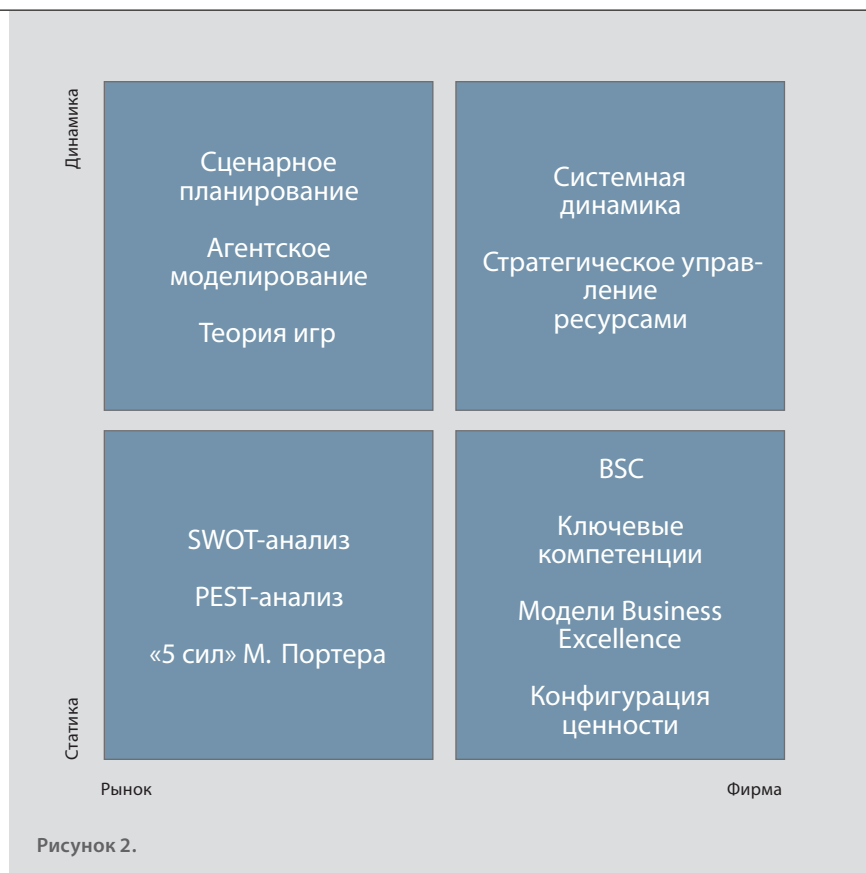 Динамика
Сценарное
планирование
Агентское
моделирование
Теория игр
Системная
динамика
Стратегическое управ-
ление
ресурсами
Статика
SWOT-анализ
PEST-анализ
«5 сил» М. Портера
BSC
Ключевые
компетенции
Модели Business
Excellence
Конфигурация
ценности
Рынок
Фирма
Рисунок 2.